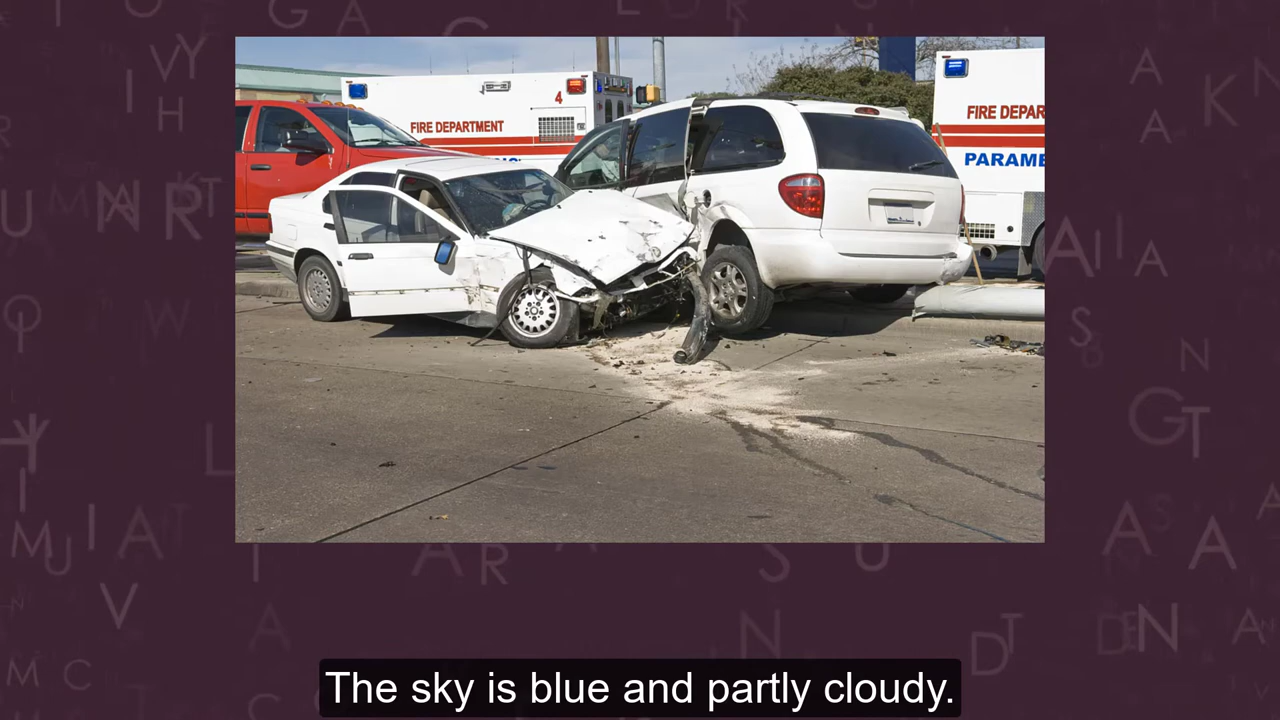 4
FIRE DEPARTMENT
FIRE DEPAR
PARAME
The sky is blue and partly cloudy.